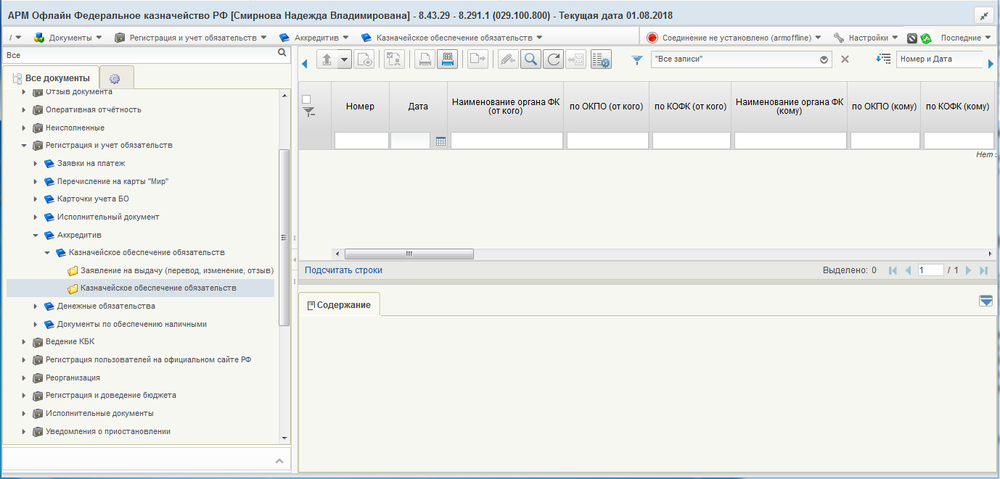 АРМ Офлайн Федеральное казначейство РФ [Смирнова Надежда Владимирована] - 8.43.29 - 8.291.1 (029.100.800) - Текущая дата 01.08.2018
/ Документы Регистрация и учет обязательств Аккредитив Казначейское обеспечение обязательств Соединение не установлено (armoffline) Настройки Последние
Все
"Все записи" Номер и Дата
Все документы
Отзыв документа
Оперативная отчётность
Неисполненные
Регистрация и учет обязательств
Заявки на платеж
Перечисление на карты "Мир"
Карточки учета БО
Исполнительный документ
Аккредитив
Казначейское обеспечение обязательств
Заявление на выдачу (перевод, изменение, отзыв)
Казначейское обеспечение обязательств
Денежные обязательства
Документы по обеспечению наличными
Ведение КБК
Регистрация пользователей на официальном сайте РФ
Реорганизация
Регистрация и доведение бюджета
Исполнительные документы
Уведомления о приостановлении
Номер Дата Наименование органа ФК (от кого) по ОКПО (от кого) по КОФК (от кого) Наименование органа ФК (кому) по ОКПО (кому) по КОФК (кому)
Нет
Подсчитать строки Выделено: 0 1 / 1
Содержание